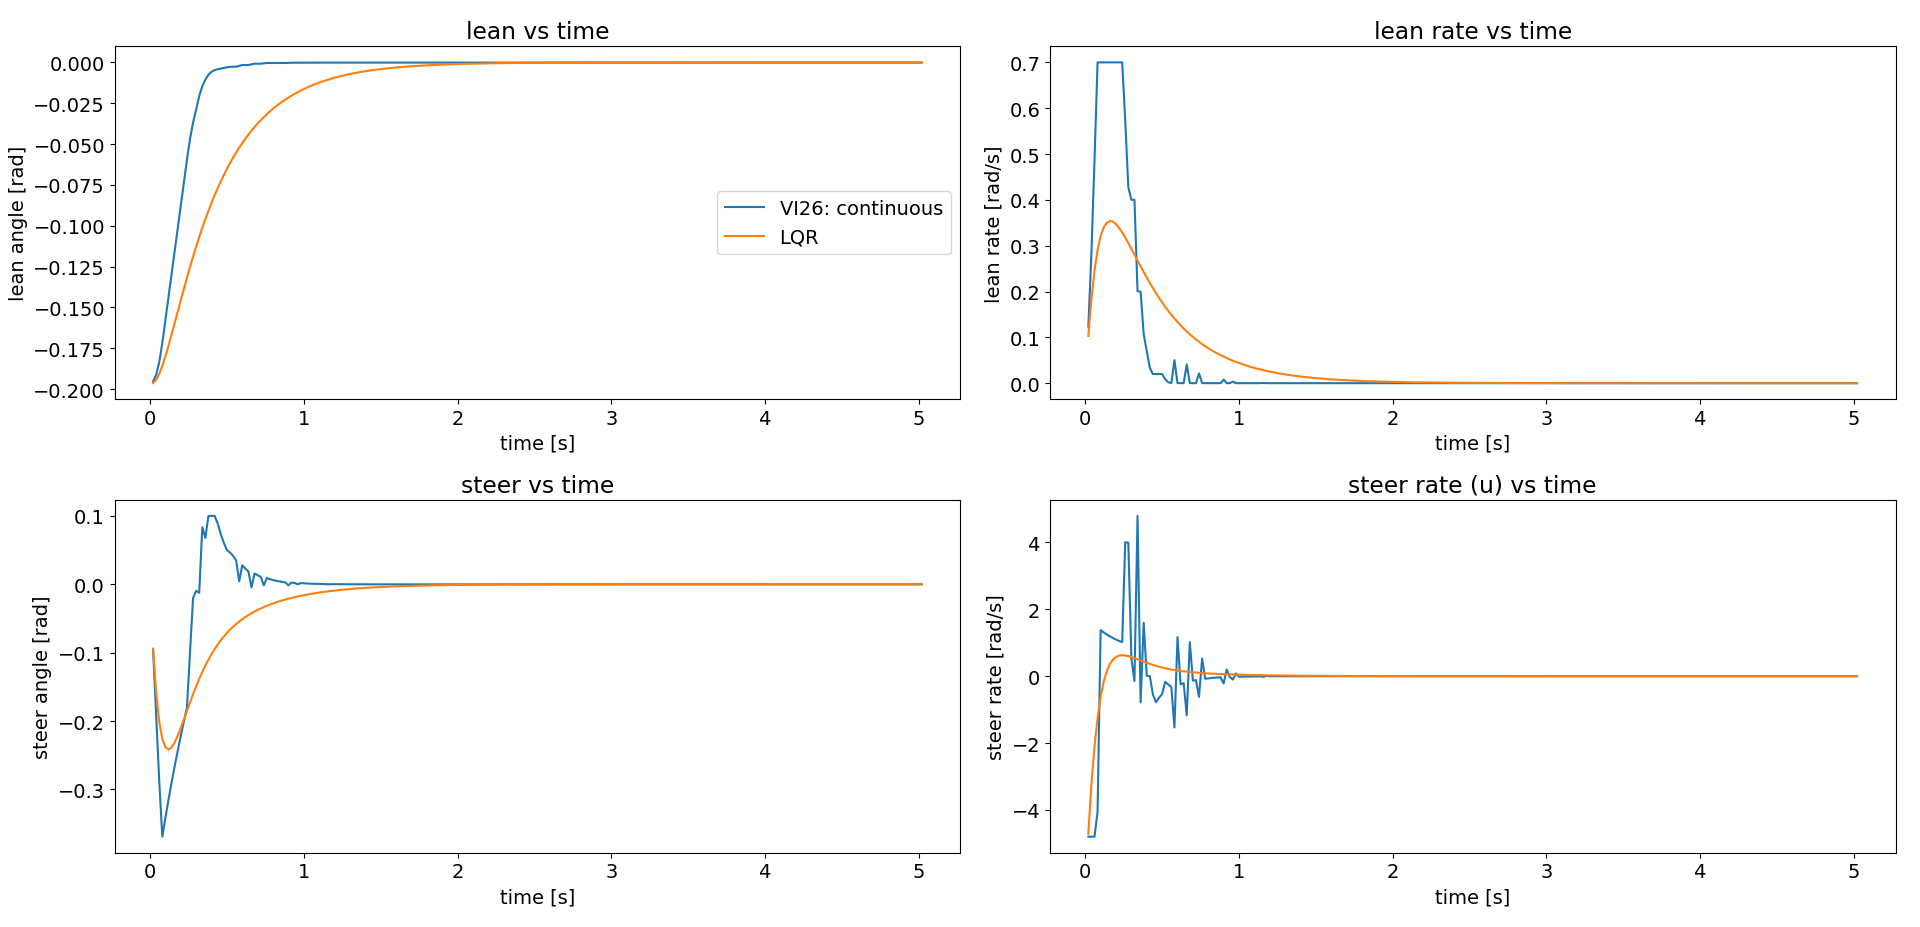 lean vs time
0.000
−0.025
−0.050
−0.075
−0.100
−0.125
−0.150
−0.175
−0.200
lean angle [rad]
VI26: continuous
LQR
0 1 2 3 4 5
time [s]
lean rate vs time
0.7
0.6
0.5
0.4
0.3
0.2
0.1
0.0
lean rate [rad/s]
0 1 2 3 4 5
time [s]
steer vs time
0.1
0.0
−0.1
−0.2
−0.3
steer angle [rad]
0 1 2 3 4 5
time [s]
steer rate (u) vs time
4
2
0
−2
−4
steer rate [rad/s]
0 1 2 3 4 5
time [s]